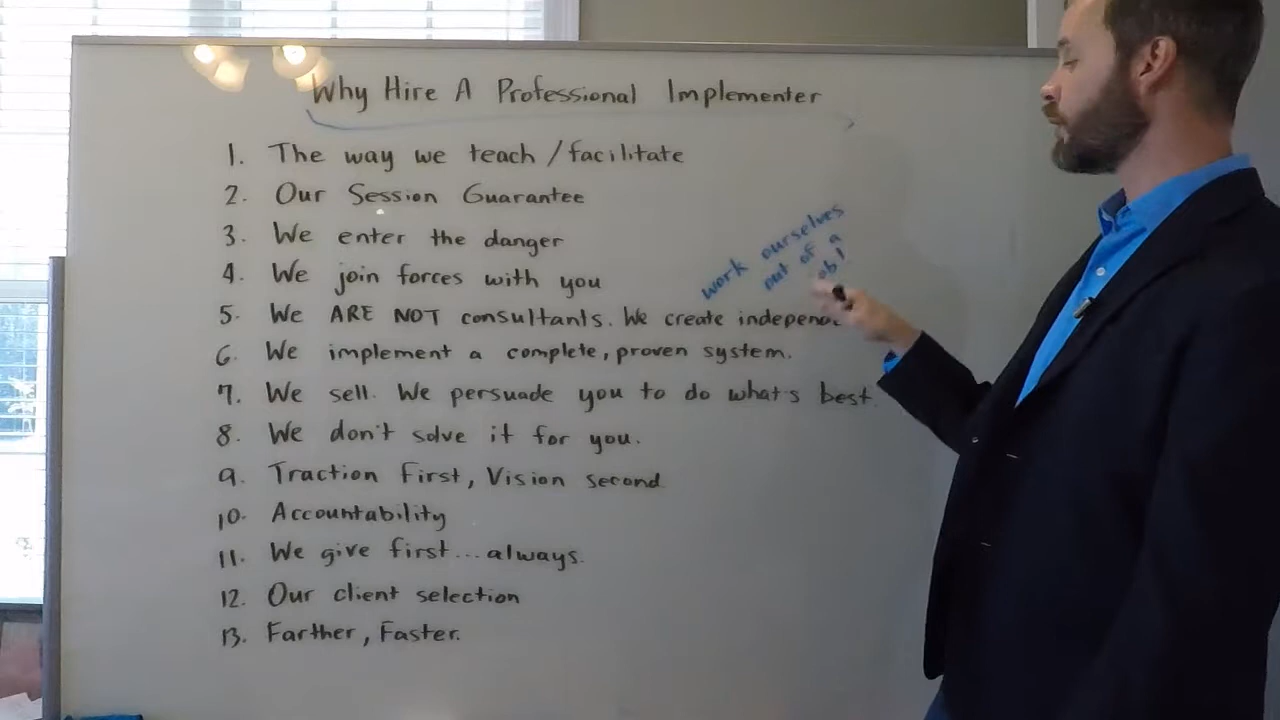 Why Hire A Professional Implementer
1. The way we teach/facilitate
2. Our Session Guarantee
3. We enter the danger
work ourselves
out of a
4. We join forces with you
5. We ARE NOT consultants. We create
6. We implement a complete, proven system.
7. We sell. We persuade you to do what's best.
8. We don't solve it for you.
9. Traction First, Vision second
10. Accountability
11. We give first...always.
12. Our client selection
13. Farther, Faster.